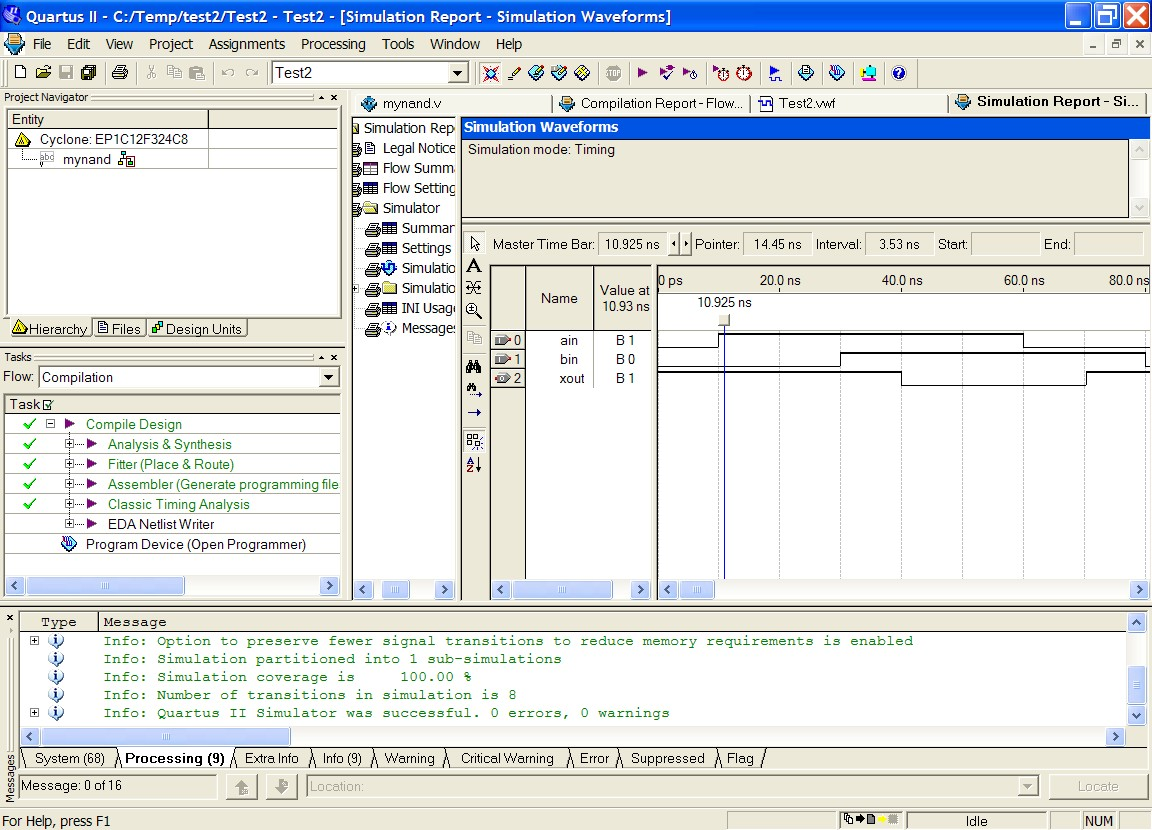 Quartus II - C:/Temp/test2/Test2 - Test2 - [Simulation Report - Simulation Waveforms]
File Edit View Project Assignments Processing Tools Window Help
Test2
STOP
Project Navigator
Entity
Cyclone: EP1C12F324C8
abc mynand
Hierarchy Files Design Units
Tasks
Flow: Compilation
Task
Compile Design
Analysis & Synthesis
Fitter (Place & Route)
Assembler (Generate programming file
Classic Timing Analysis
EDA Netlist Writer
Program Device (Open Programmer)
mynand.v Compilation Report - Flow... Test2.vwf Simulation Report - Si...
Simulation Repo
Legal Notice
Flow Summ
Flow Setting
Simulator
Summar
Settings
Simulatio
Simulatio
INI Usage
Messages
Simulation Waveforms
Simulation mode: Timing
Master Time Bar: 10.925 ns Pointer: 14.45 ns Interval: 3.53 ns Start: End:
Name Value at 10.93 ns
0 ps 20.0 ns 40.0 ns 60.0 ns 80.0 ns
10.925 ns
0 ain B 1
1 bin B 0
2 xout B 1
Type Message
Info: Option to preserve fewer signal transitions to reduce memory requirements is enabled
Info: Simulation partitioned into 1 sub-simulations
Info: Simulation coverage is 100.00 %
Info: Number of transitions in simulation is 8
Info: Quartus II Simulator was successful. 0 errors, 0 warnings
System (68) Processing (9) Extra Info Info (9) Warning Critical Warning Error Suppressed Flag
Messages
Message: 0 of 16 Location: Locate
For Help, press F1 Idle NUM